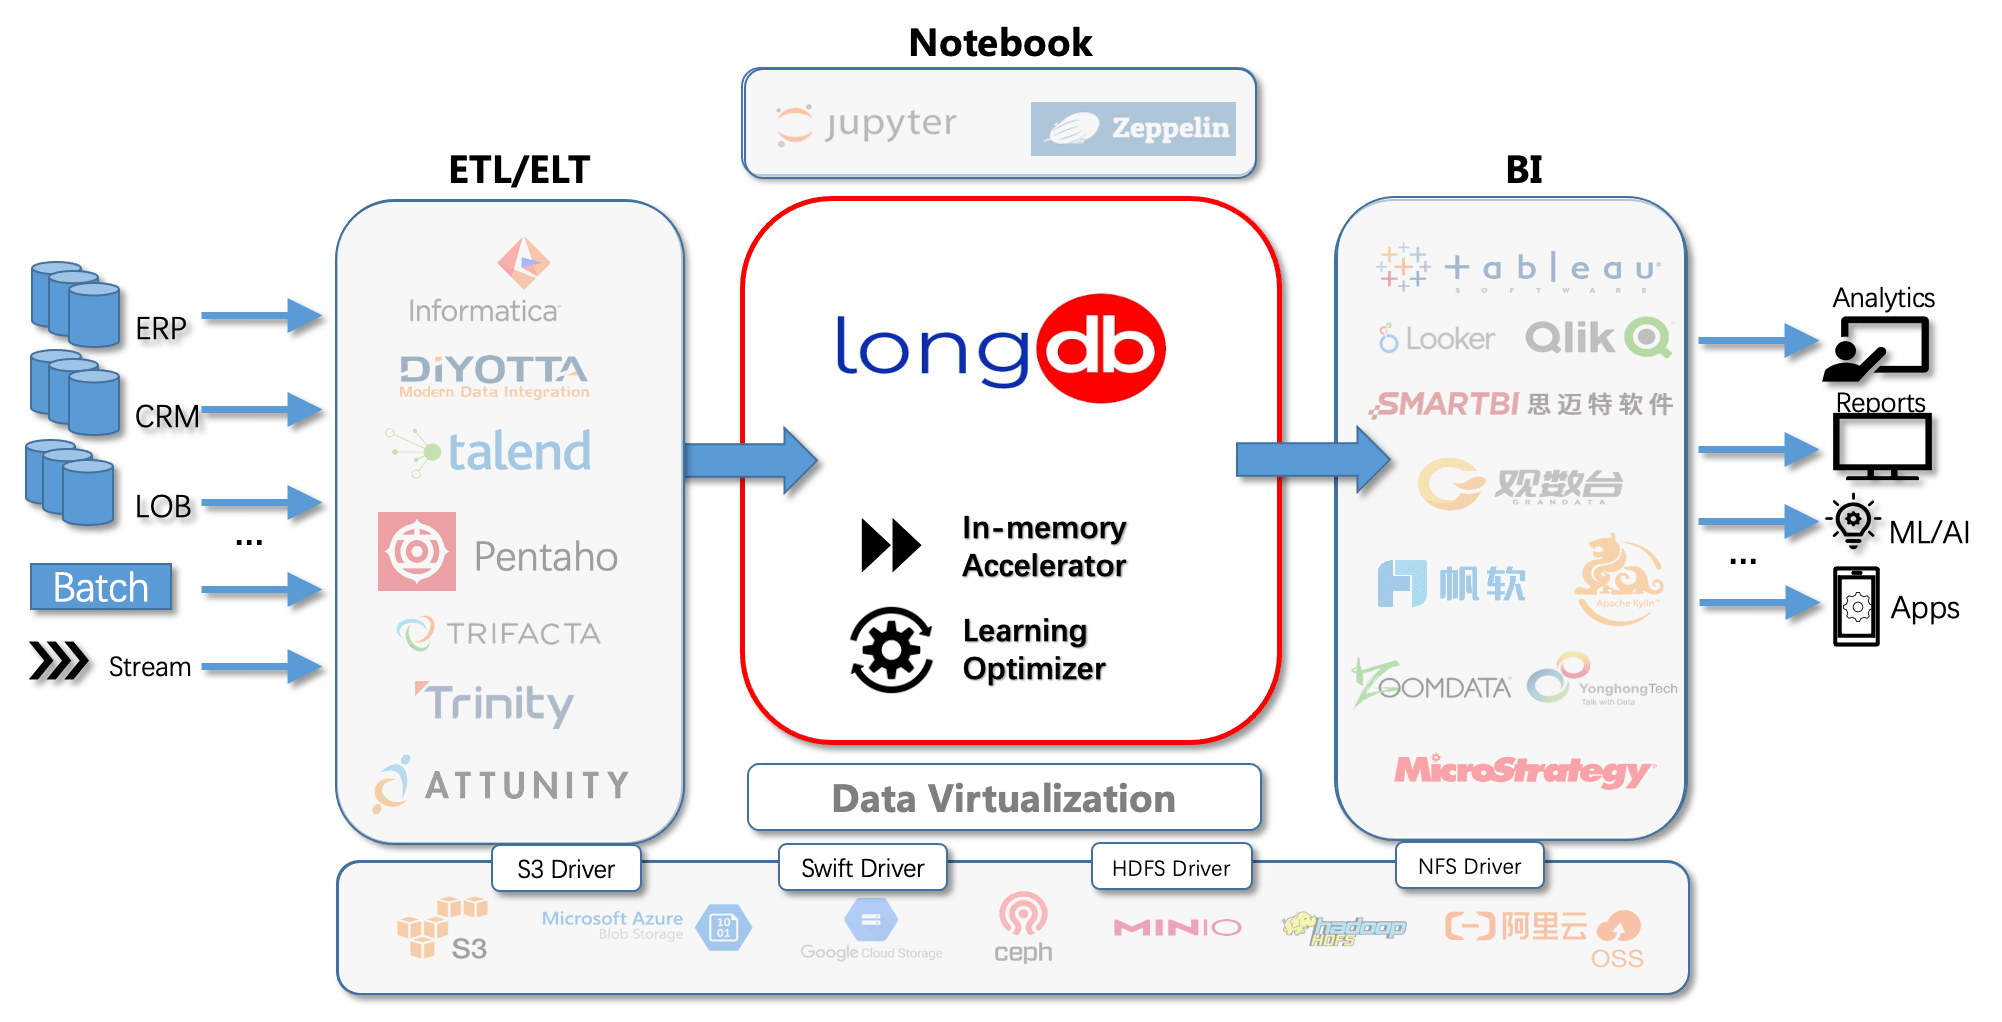 Notebook
jupyter
Zeppelin
ETL/ELT
BI
ERP
CRM
LOB
...
Batch
Stream
Informatica
DiYOTTA
Modern Data Integration
talend
Pentaho
TRIFACTA
Trinity
ATTUNITY
longdb
In-memory
Accelerator
Learning
Optimizer
Data Virtualization
+ableau
SOFTWARE
Looker
Qlik
SMARTBI 思迈特软件
观数台
GRANDATA
帆软
Apache Kylin™
ZOOMDATA
YonghongTech
Talk with Data
MicroStrategy
Analytics
Reports
ML/AI
...
Apps
S3 Driver
Swift Driver
HDFS Driver
NFS Driver
S3
Microsoft Azure
Blob Storage
10
01
Google Cloud Storage
ceph
MINIO
hadoop
HDFS
阿里云
OSS